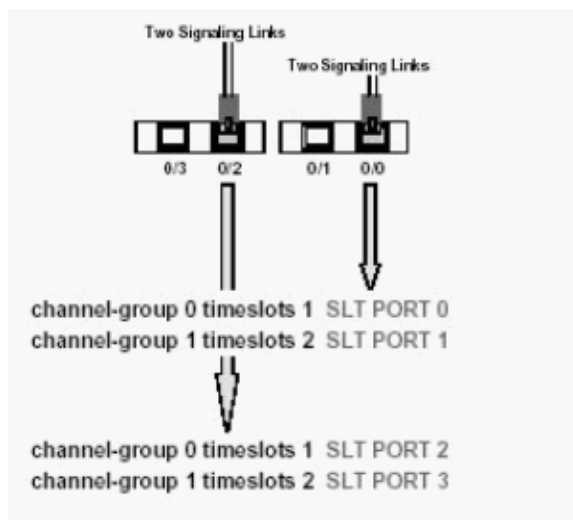 Two Signaling Links
Two Signaling Links
0/3 0/2 0/1 0/0
channel-group 0 timeslots 1 SLT PORT 0
channel-group 1 timeslots 2 SLT PORT 1
channel-group 0 timeslots 1 SLT PORT 2
channel-group 1 timeslots 2 SLT PORT 3